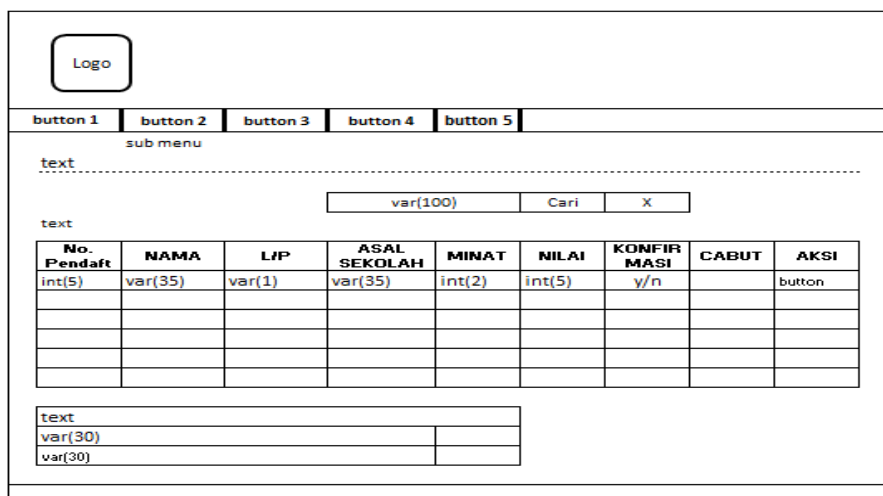 Logo
button 1 button 2 button 3 button 4 button 5
sub menu
text
var(100) Cari X
text
No. Pendaft NAMA L/P ASAL SEKOLAH MINAT NILAI KONFIR MASI CABUT AKSI
int(5) var(35) var(1) var(35) int(2) int(5) y/n button
text
var(30)
var(30)